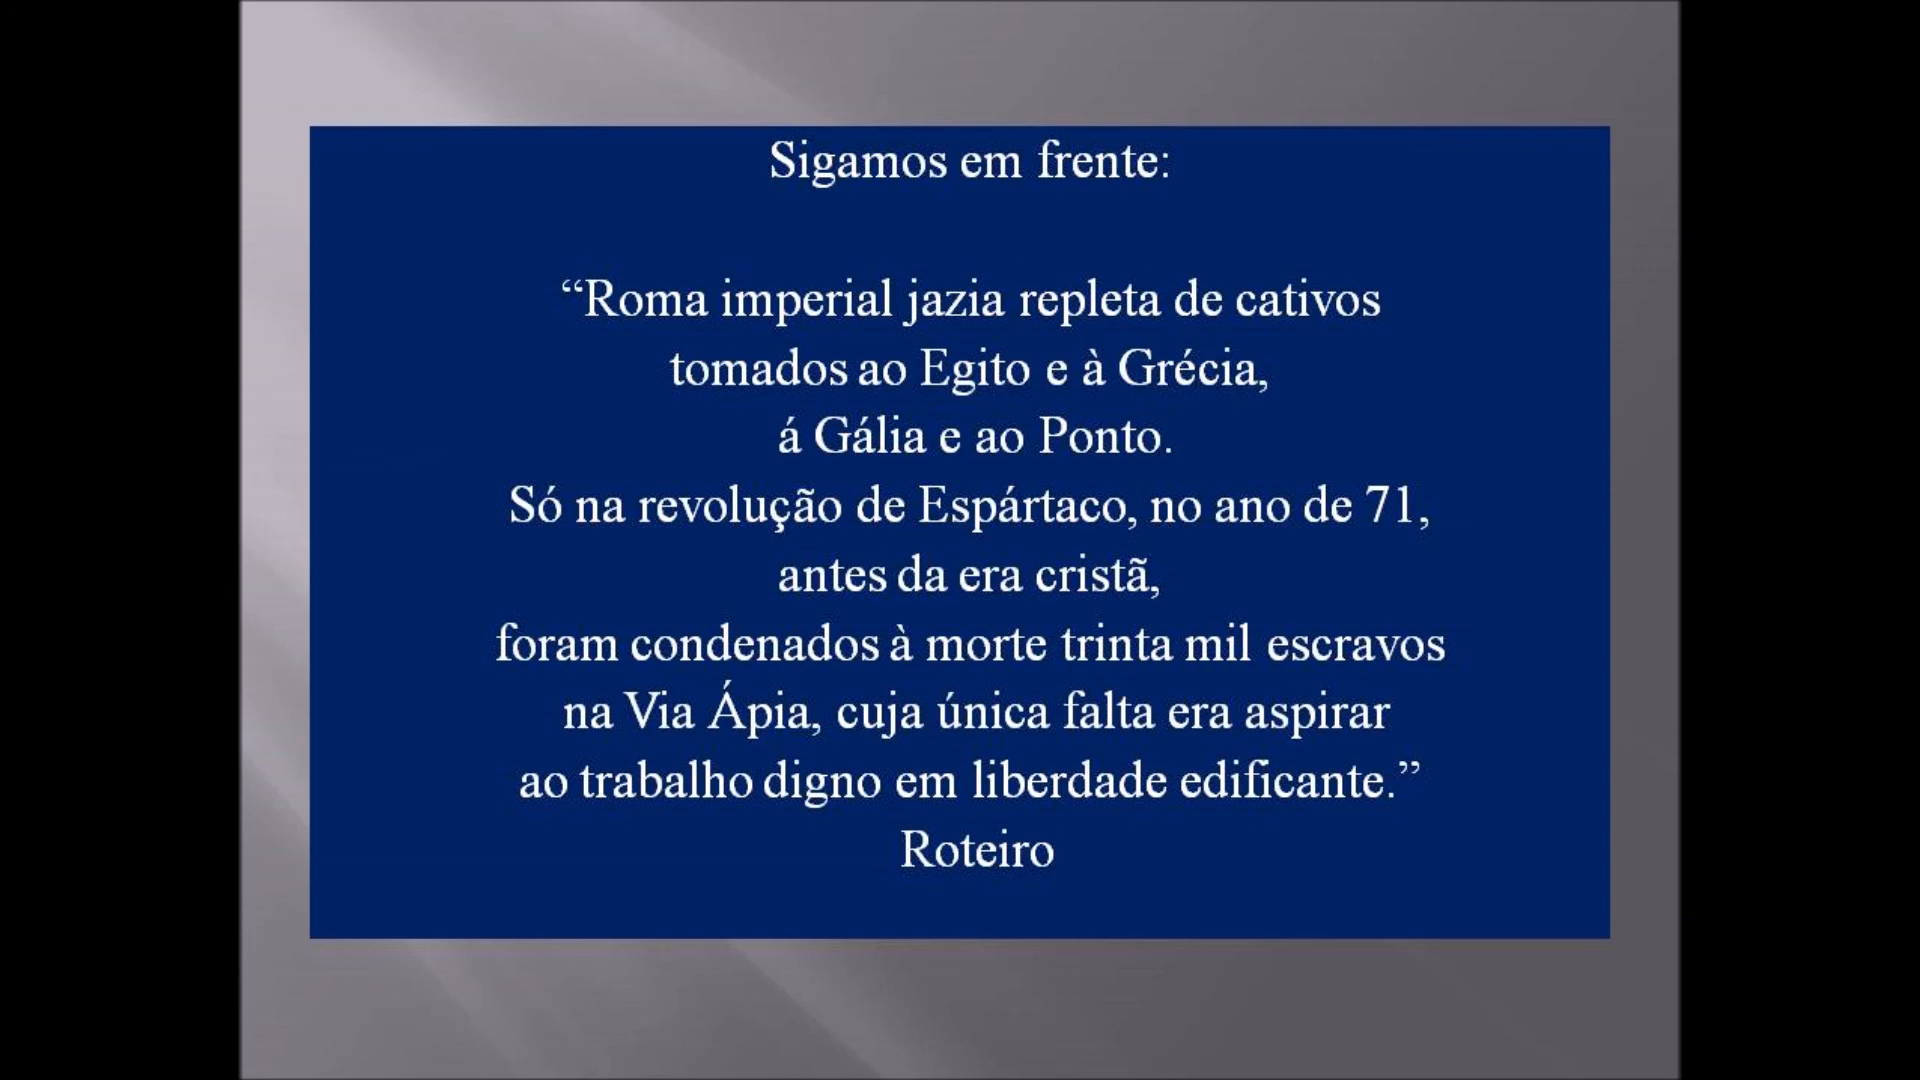 Sigamos em frente:
“Roma imperial jazia repleta de cativos
tomados ao Egito e à Grécia,
á Gália e ao Ponto.
Só na revolução de Espártaco, no ano de 71,
antes da era cristã,
foram condenados à morte trinta mil escravos
na Via Ápia, cuja única falta era aspirar
ao trabalho digno em liberdade edificante.”
Roteiro